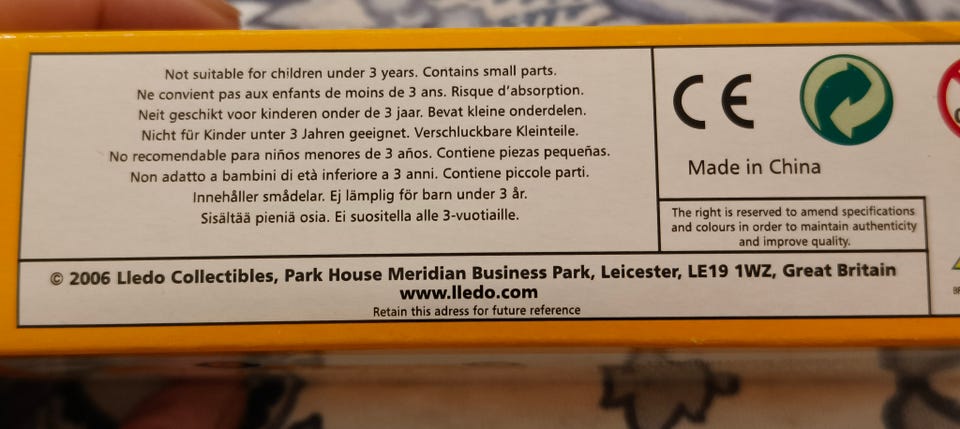 Not suitable for children under 3 years. Contains small parts.
Ne convient pas aux enfants de moins de 3 ans. Risque d'absorption.
Neit geschikt voor kinderen onder de 3 jaar. Bevat kleine onderdelen.
Nicht für Kinder unter 3 Jahren geeignet. Verschluckbare Kleinteile.
No recomendable para niños menores de 3 años. Contiene piezas pequeñas.
Non adatto a bambini di età inferiore a 3 anni. Contiene piccole parti.
Innehåller smådelar. Ej lämplig för barn under 3 år.
Sisältää pieniä osia. Ei suositella alle 3-vuotiaille.
CE
Made in China
The right is reserved to amend specifications
and colours in order to maintain authenticity
and improve quality.
© 2006 Lledo Collectibles, Park House Meridian Business Park, Leicester, LE19 1WZ, Great Britain
www.lledo.com
Retain this adress for future reference